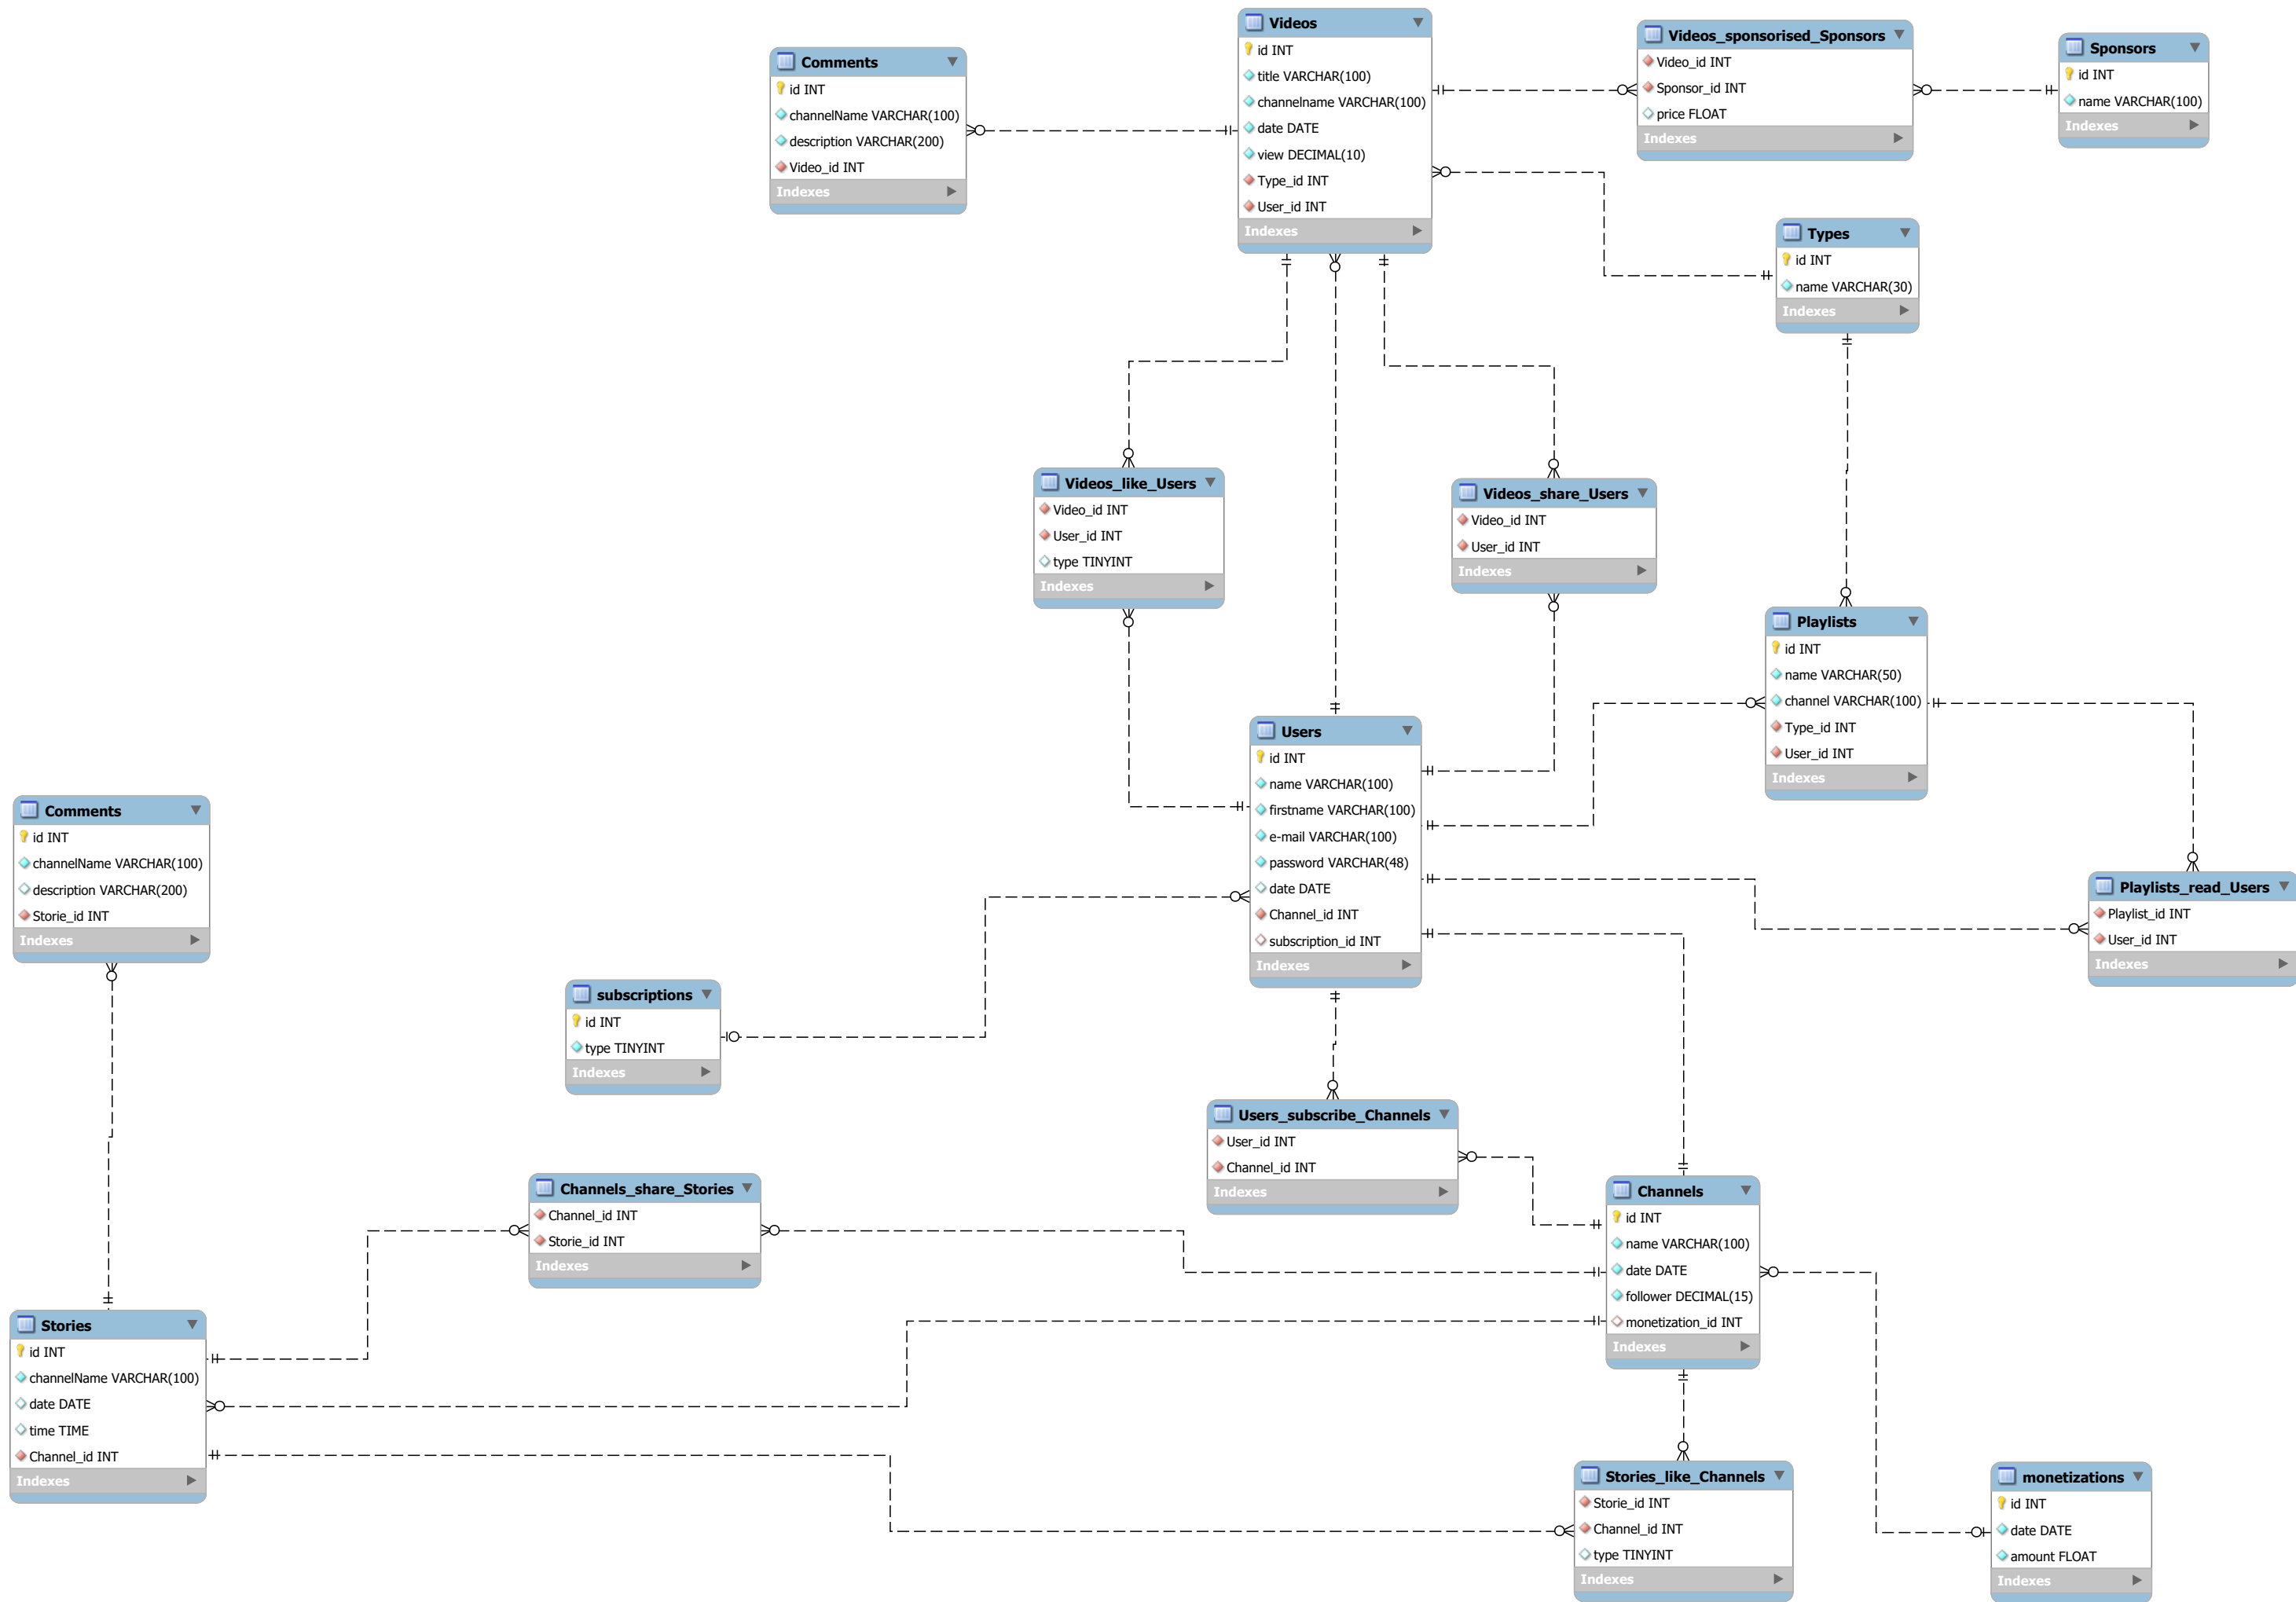 Videos
id INT
title VARCHAR(100)
channelname VARCHAR(100)
date DATE
view DECIMAL(10)
Type_id INT
User_id INT
Indexes
Videos_sponsorised_Sponsors
Video_id INT
Sponsor_id INT
price FLOAT
Indexes
Sponsors
id INT
name VARCHAR(100)
Indexes
Comments
id INT
channelName VARCHAR(100)
description VARCHAR(200)
Video_id INT
Indexes
Types
id INT
name VARCHAR(30)
Indexes
Videos_like_Users
Video_id INT
User_id INT
type TINYINT
Indexes
Videos_share_Users
Video_id INT
User_id INT
Indexes
Playlists
id INT
name VARCHAR(50)
channel VARCHAR(100)
Type_id INT
User_id INT
Indexes
Users
id INT
name VARCHAR(100)
firstname VARCHAR(100)
e-mail VARCHAR(100)
password VARCHAR(48)
date DATE
Channel_id INT
subscription_id INT
Indexes
Comments
id INT
channelName VARCHAR(100)
description VARCHAR(200)
Storie_id INT
Indexes
Playlists_read_Users
Playlist_id INT
User_id INT
Indexes
subscriptions
id INT
type TINYINT
Indexes
Users_subscribe_Channels
User_id INT
Channel_id INT
Indexes
Channels_share_Stories
Channel_id INT
Storie_id INT
Indexes
Channels
id INT
name VARCHAR(100)
date DATE
follower DECIMAL(15)
monetization_id INT
Indexes
Stories
id INT
channelName VARCHAR(100)
date DATE
time TIME
Channel_id INT
Indexes
Stories_like_Channels
Storie_id INT
Channel_id INT
type TINYINT
Indexes
monetizations
id INT
date DATE
amount FLOAT
Indexes